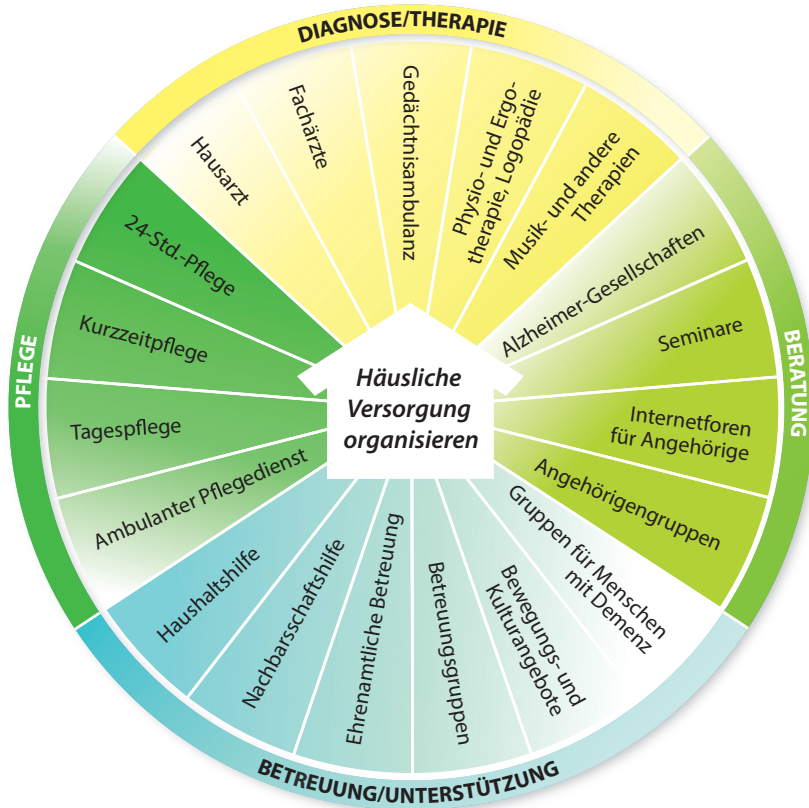 DIAGNOSE/THERAPIE
Hausarzt
Fachärzte
Gedächtnisambulanz
Physio- und Ergo-
therapie, Logopädie
Musik- und andere
Therapien
BERATUNG
Alzheimer-Gesellschaften
Seminare
Internetforen
für Angehörige
Angehörigengruppen
BETREUUNG/UNTERSTÜTZUNG
Gruppen für Menschen
mit Demenz
Bewegungs- und
Kulturangebote
Betreuungsgruppen
Ehrenamtliche Betreuung
Nachbarsschaftshilfe
Haushaltshilfe
PFLEGE
Ambulanter Pflegedienst
Tagespflege
Kurzzeitpflege
24-Std.-Pflege
Häusliche
Versorgung
organisieren